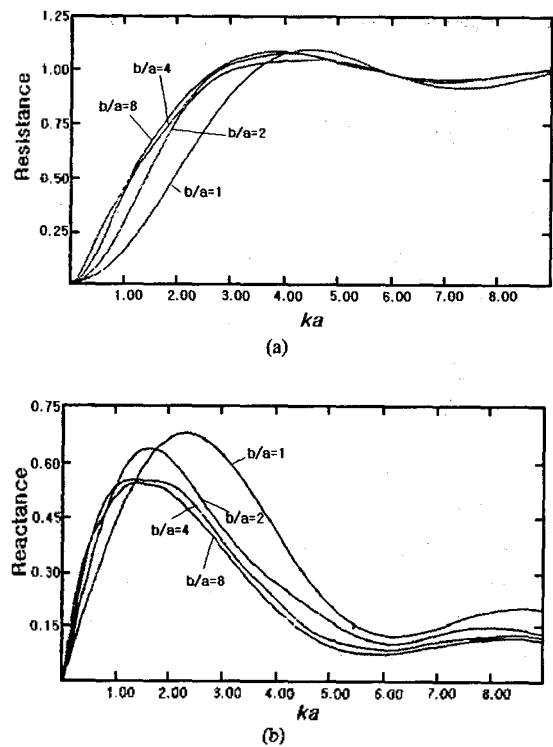 1.25
1.00
0.75
0.50
0.25
Resistance
b/a=4
b/a=8
b/a=2
b/a=1
1.00 2.00 3.00 4.00 5.00 6.00 7.00 8.00
ka
(a)
0.75
0.60
0.45
0.30
0.15
Reactance
b/a=1
b/a=2
b/a=4
b/a=8
1.00 2.00 3.00 4.00 5.00 6.00 7.00 8.00
ka
(b)